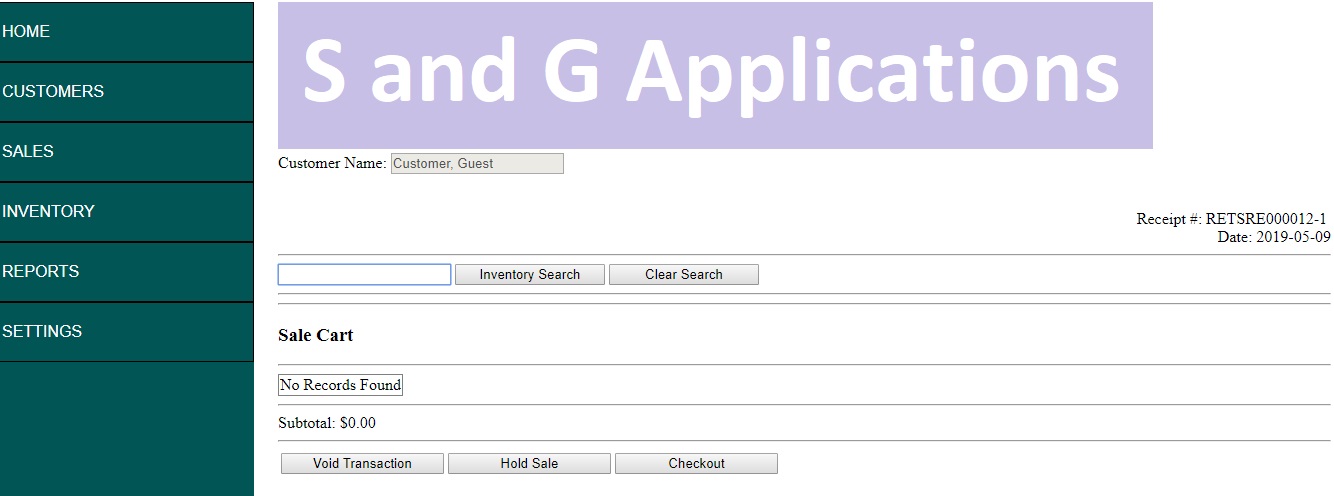 HOME
CUSTOMERS
SALES
INVENTORY
REPORTS
SETTINGS
S and G Applications
Customer Name: Customer, Guest
Receipt #: RETSRE000012-1
Date: 2019-05-09
Inventory Search Clear Search
Sale Cart
No Records Found
Subtotal: $0.00
Void Transaction Hold Sale Checkout